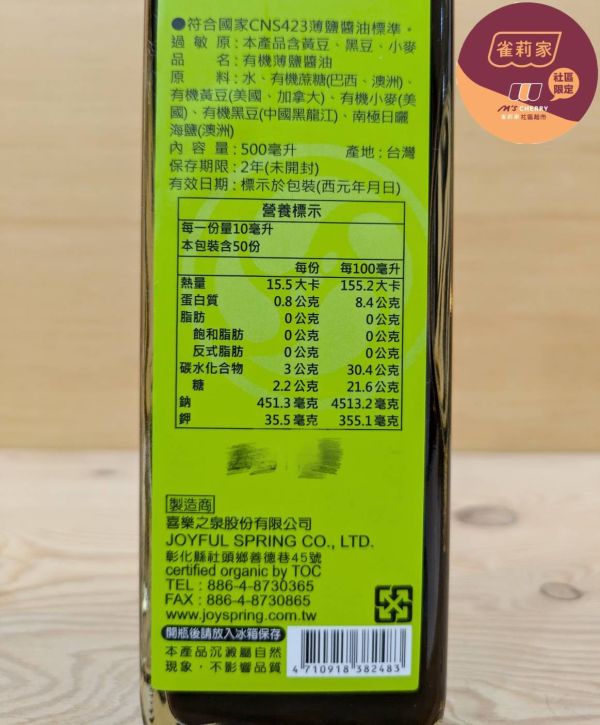 ●符合國家CNS423薄鹽醬油標準。
過敏原:本產品含黃豆、黑豆、小麥
品名:有機薄鹽醬油
原料:水、有機蔗糖(巴西、澳洲)、
有機黃豆(美國、加拿大)、有機小麥(美
國)、有機黑豆(中國黑龍江)、南極日曬
海鹽(澳洲)
內容量:500毫升 產地:台灣
保存期限:2年(未開封)
有效日期:標示於包裝(西元年月日)
營養標示
每一份量10毫升
本包裝含50份
每份 每100毫升
熱量 15.5大卡 155.2大卡
蛋白質 0.8公克 8.4公克
脂肪 0公克 0公克
飽和脂肪 0公克 0公克
反式脂肪 0公克 0公克
碳水化合物 3公克 30.4公克
糖 2.2公克 21.6公克
鈉 451.3毫克 4513.2毫克
鉀 35.5毫克 355.1毫克
製造商
喜樂之泉股份有限公司
JOYFUL SPRING CO., LTD.
彰化縣社頭鄉善德巷45號
certified organic by TOC
TEL : 886-4-8730365
FAX : 886-4-8730865
www.joyspring.com.tw
開瓶後請放入冰箱保存
本產品沉澱屬自然
現象，不影響品質
4 710918 382483
雀莉家
社區
限定
M's CHERRY
雀莉家 社區超市